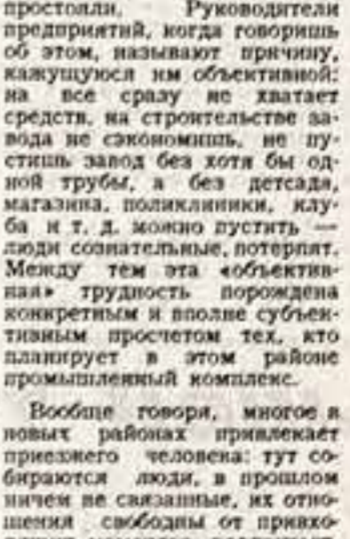 простояли. Руководители
предприятий, когда говоришь
об этом, называют причину,
кажущуюся им объективной:
на все сразу не хватает
средств, на строительстве за-
вода не сэкономишь, не пу-
стишь завод без хотя бы од-
ной трубы, а без детсада,
магазина, поликлиники, клу-
ба и т. д. можно пустить —
люди сознательные, потерпят.
Между тем эта «объектив-
ная» трудность порождена
конкретным и вполне субъек-
тивным просчетом тех, кто
планирует в этом районе
промышленный комплекс.
Вообще говоря, многое в
новых районах привлекает
приезжего человека: тут со-
бираются люди, в прошлом
ничем не связанные, их отно-
шения свободны от привхо-